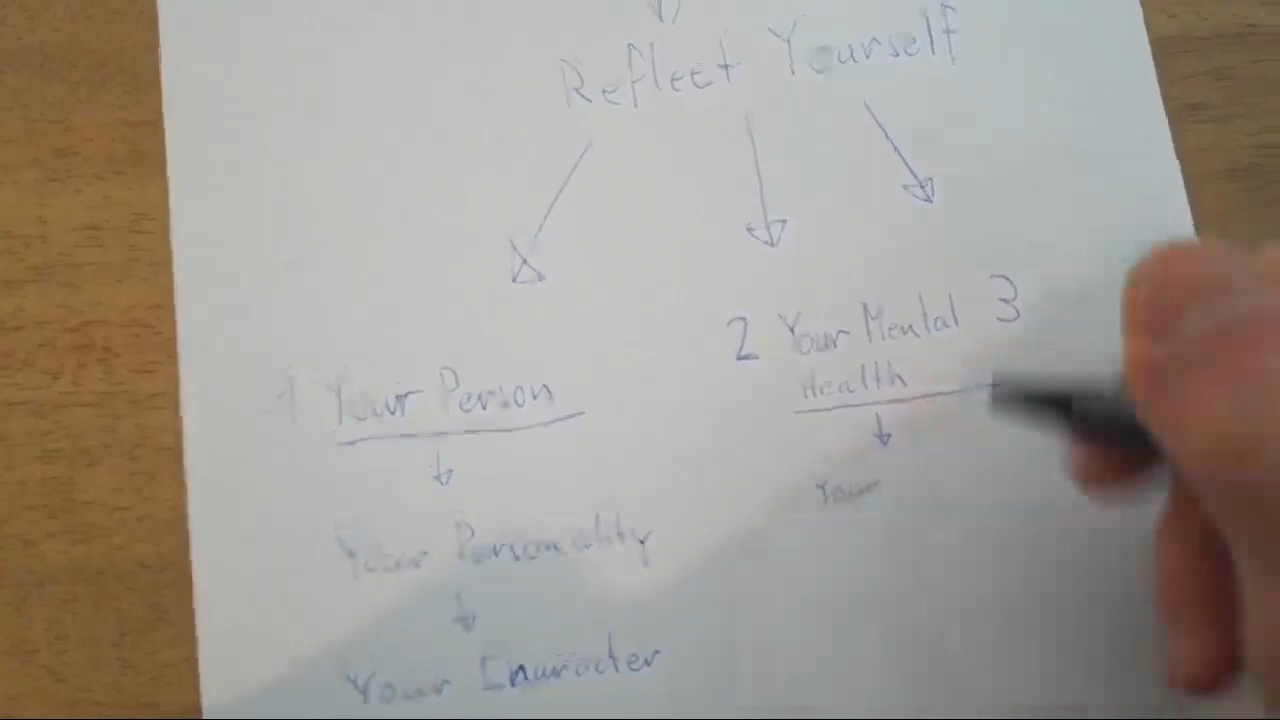 Reflect Yourself
1 Your Person
2 Your Mental 3
Health
Your
Your Personality
Your Character